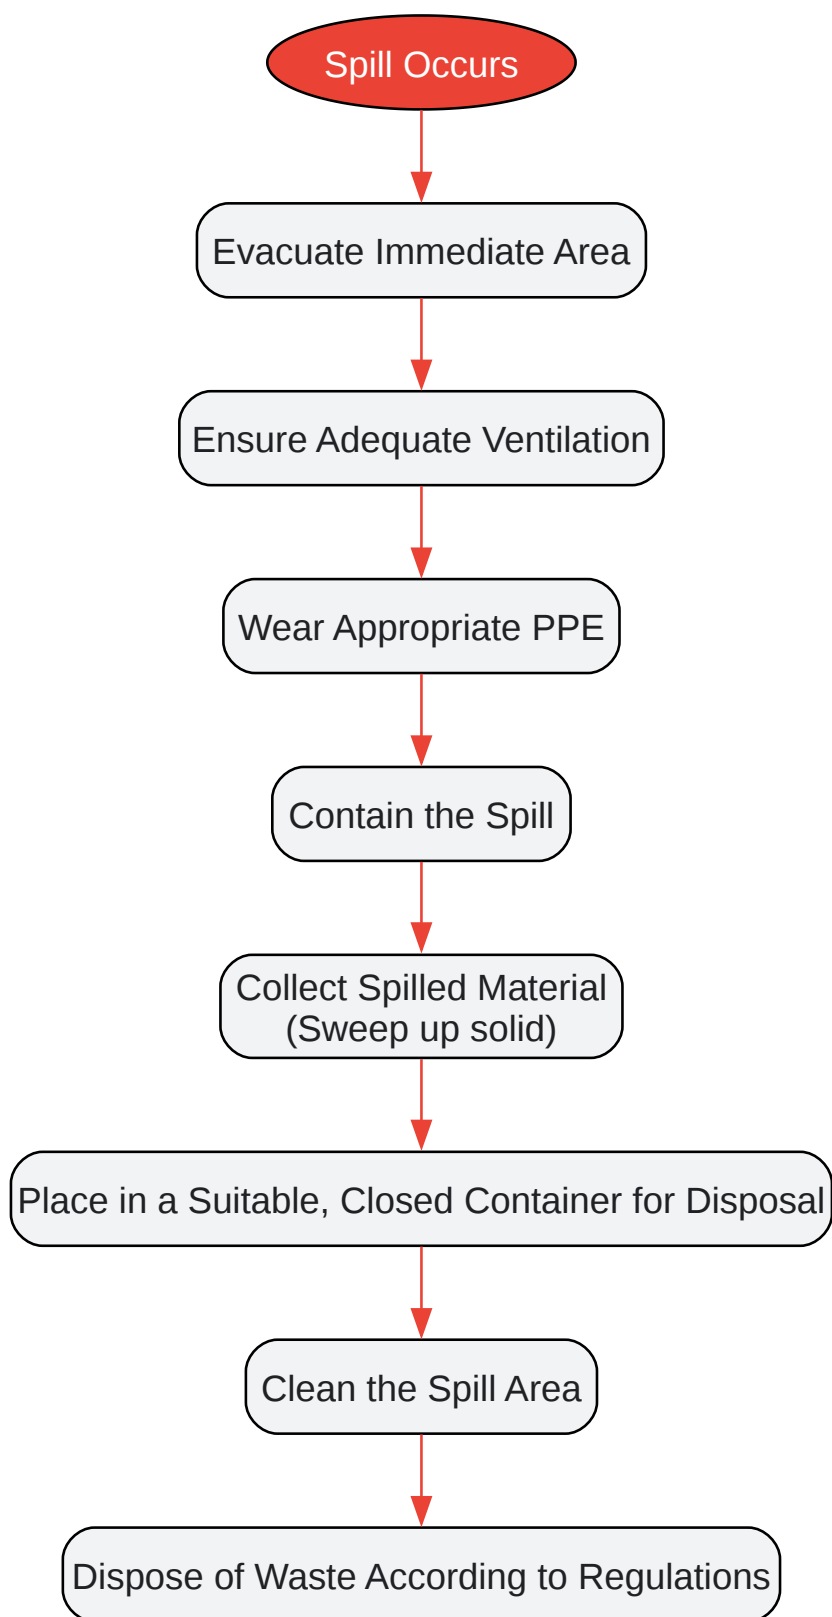 Spill Occurs
Evacuate Immediate Area
Ensure Adequate Ventilation
Wear Appropriate PPE
Contain the Spill
Collect Spilled Material
(Sweep up solid)
Place in a Suitable, Closed Container for Disposal
Clean the Spill Area
Dispose of Waste According to Regulations